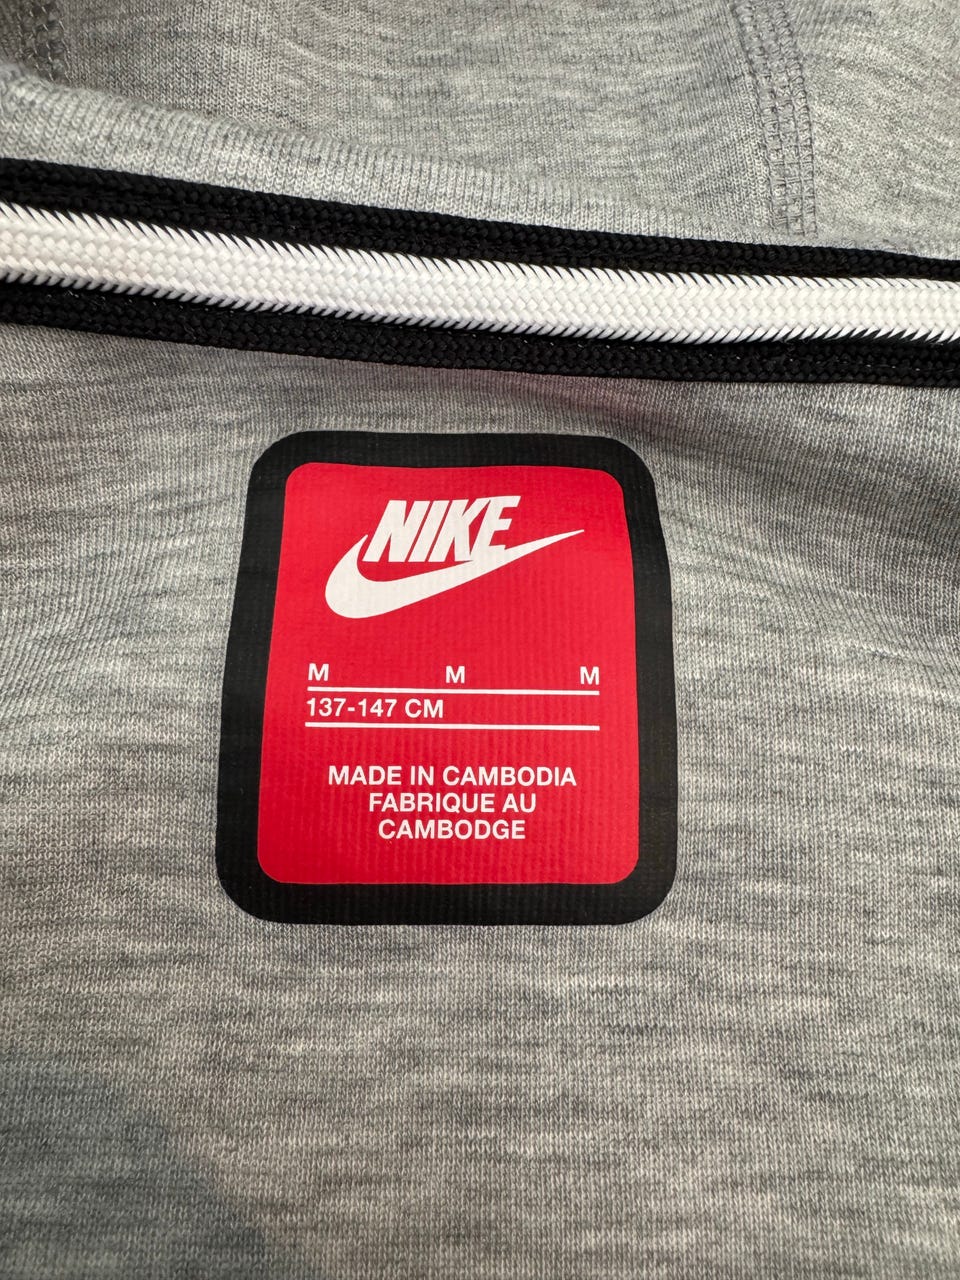 NIKE
M M M
137-147 CM
MADE IN CAMBODIA
FABRIQUE AU
CAMBODGE